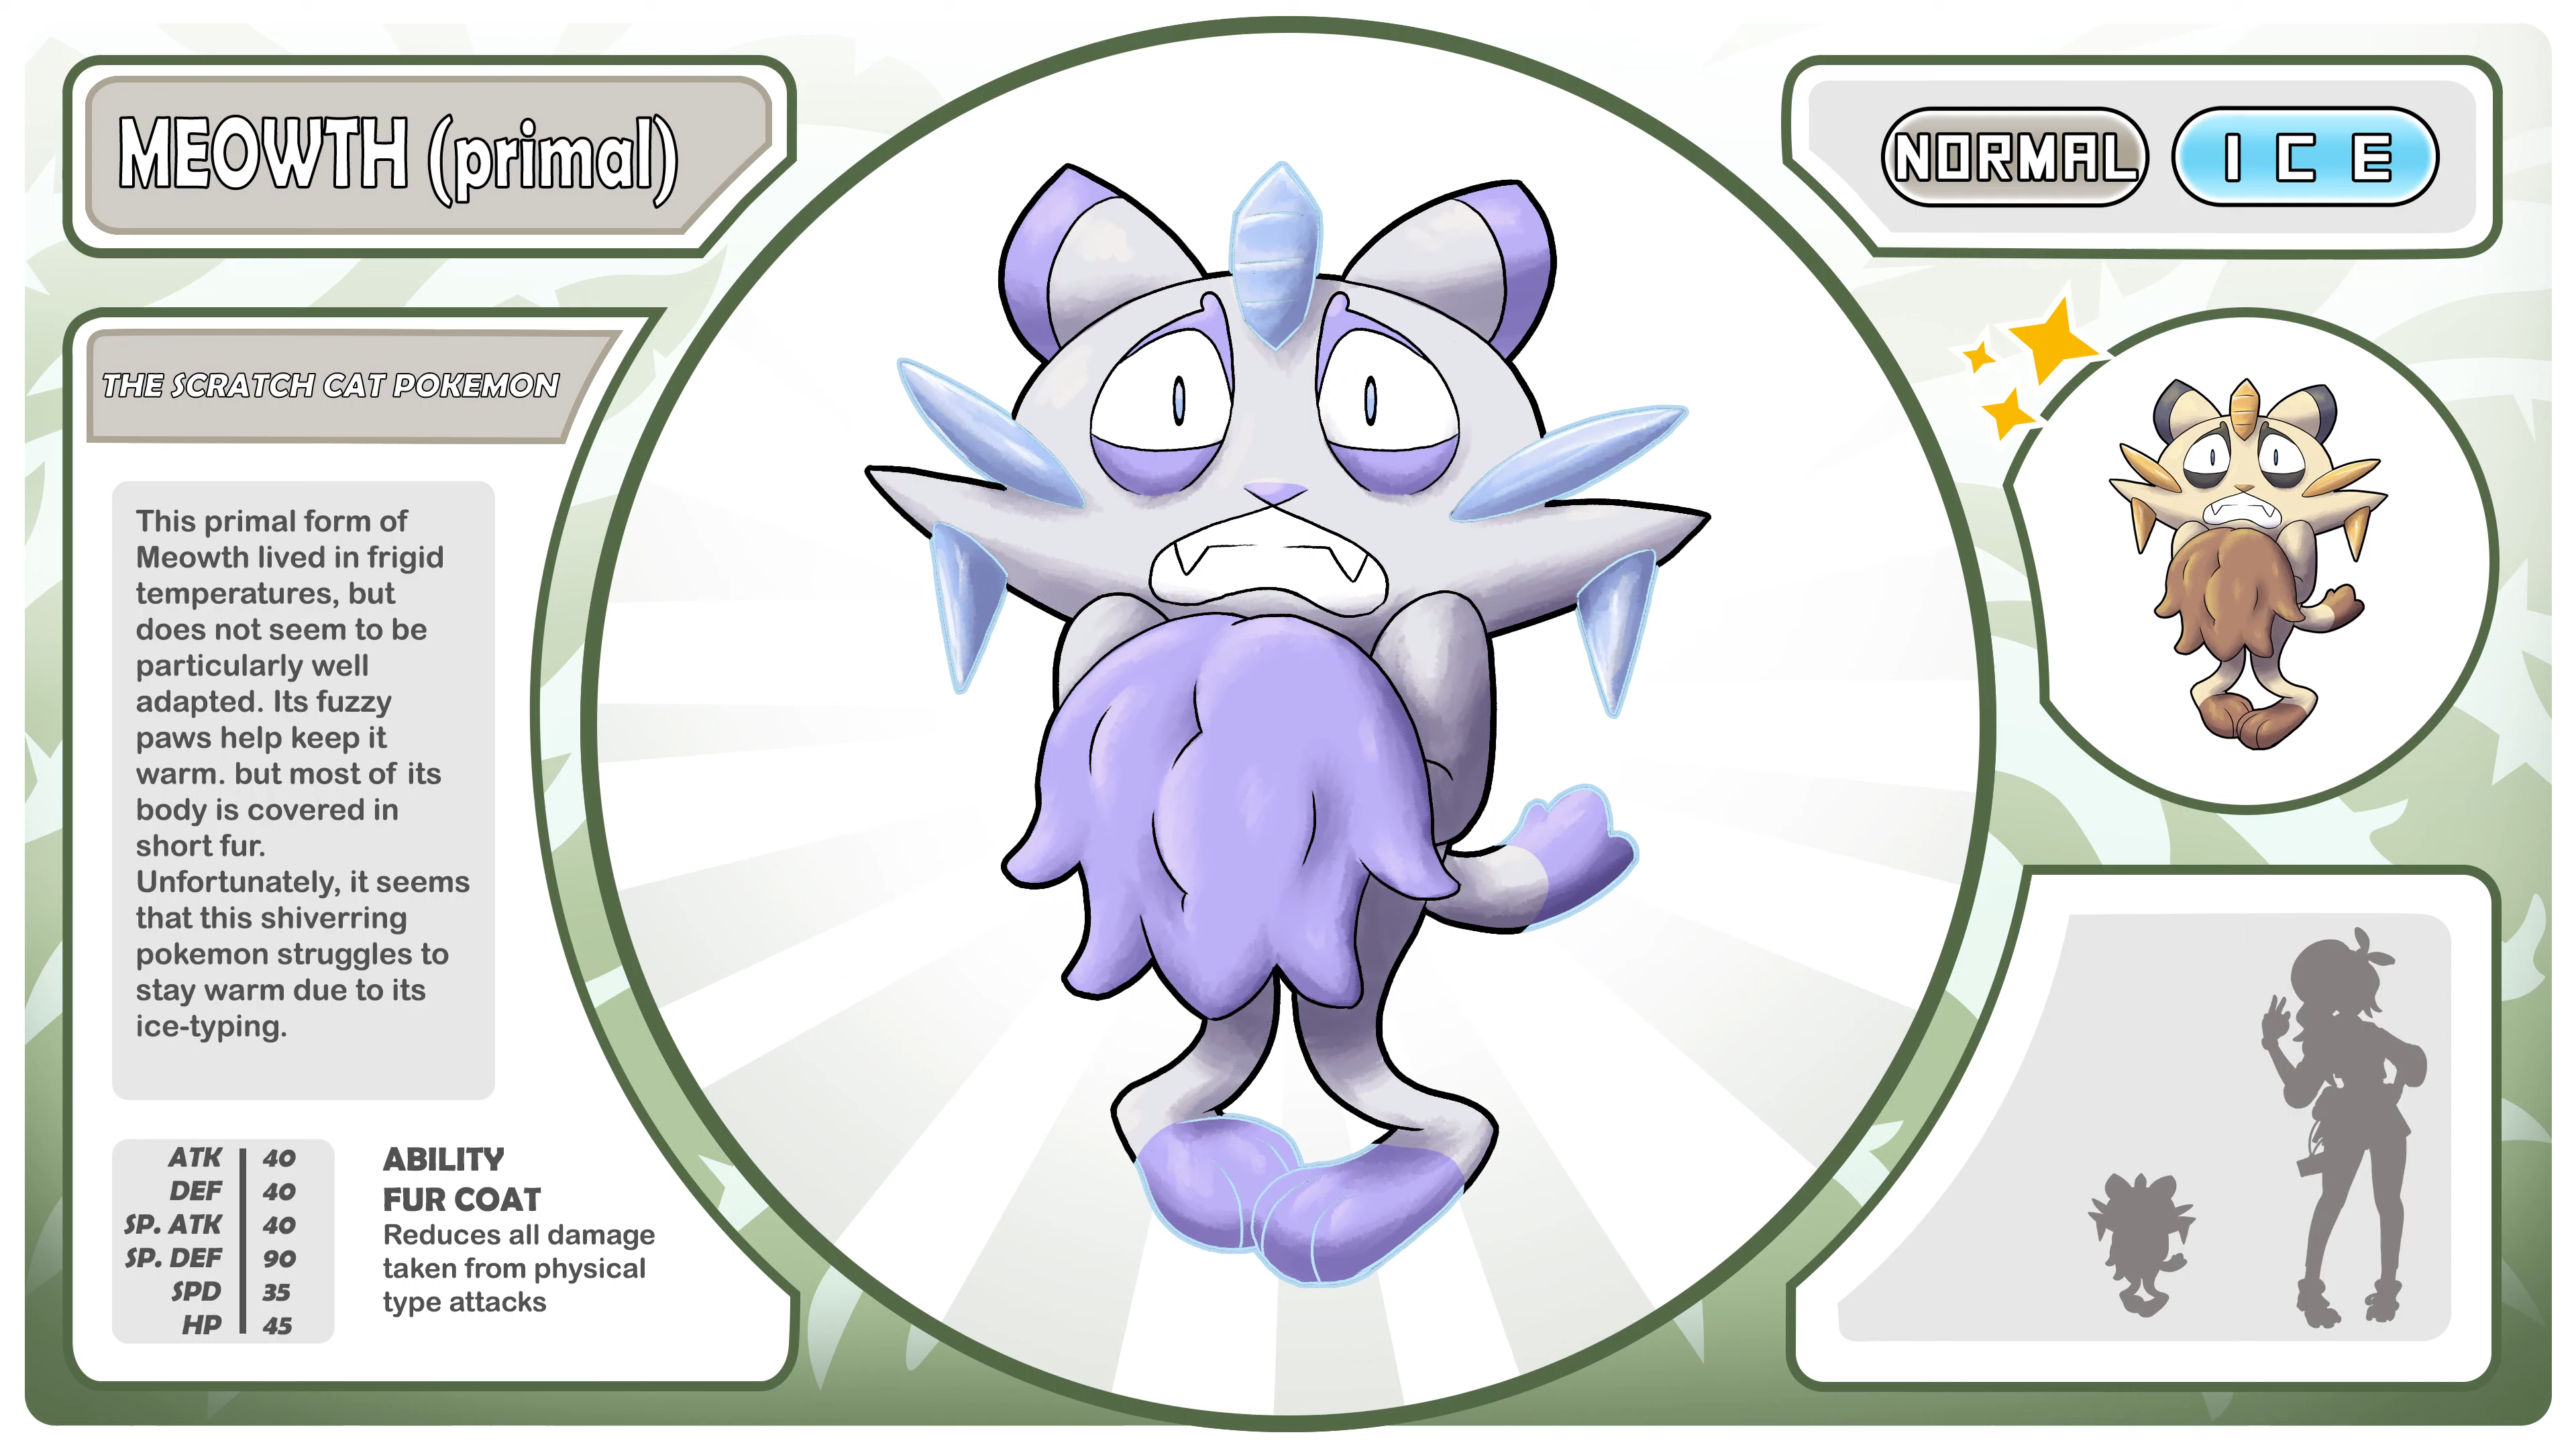 MEOWTH (primal)
NORMAL
ICE
THE SCRATCH CAT POKEMON
This primal form of
Meowth lived in frigid
temperatures, but
does not seem to be
particularly well
adapted. Its fuzzy
paws help keep it
warm. but most of its
body is covered in
short fur.
Unfortunately, it seems
that this shiverring
pokemon struggles to
stay warm due to its
ice-typing.
ATK 40
DEF 40
SP. ATK 40
SP. DEF 90
SPD 35
HP 45
ABILITY
FUR COAT
Reduces all damage
taken from physical
type attacks